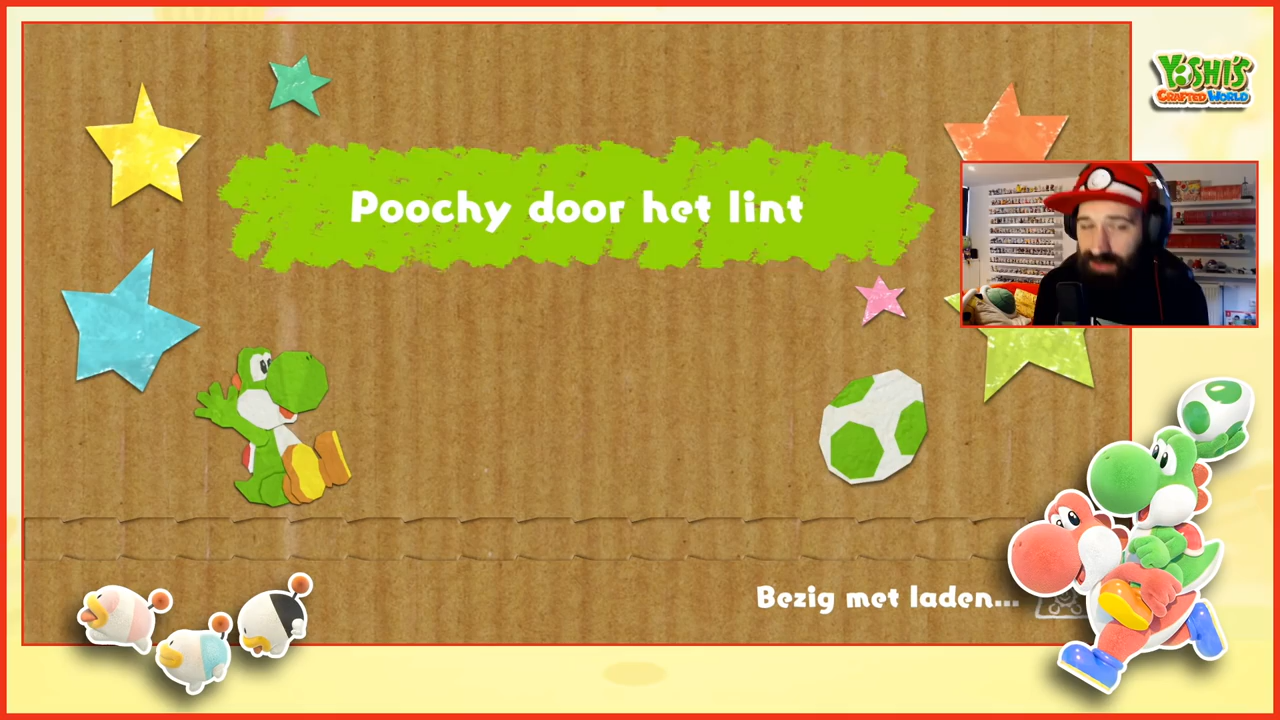 YOSHI'S
CRAFTED WORLD
Poochy door het lint
Bezig met laden...